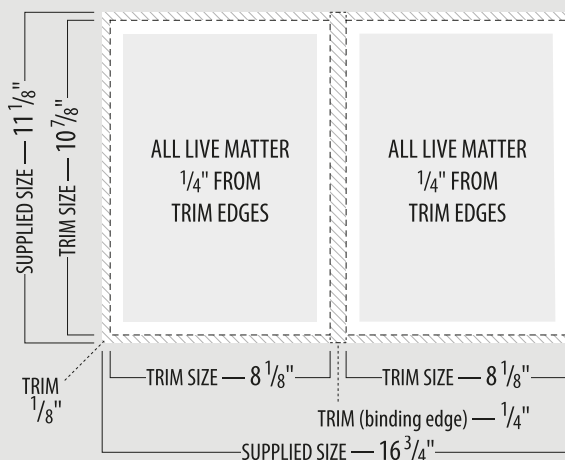 SUPPLIED SIZE — 11 1/8"
TRIM SIZE — 10 7/8"
ALL LIVE MATTER
1/4" FROM
TRIM EDGES
ALL LIVE MATTER
1/4" FROM
TRIM EDGES
TRIM
1/8"
TRIM SIZE — 8 1/8"
TRIM SIZE — 8 1/8"
TRIM (binding edge) — 1/4"
SUPPLIED SIZE — 16 3/4"